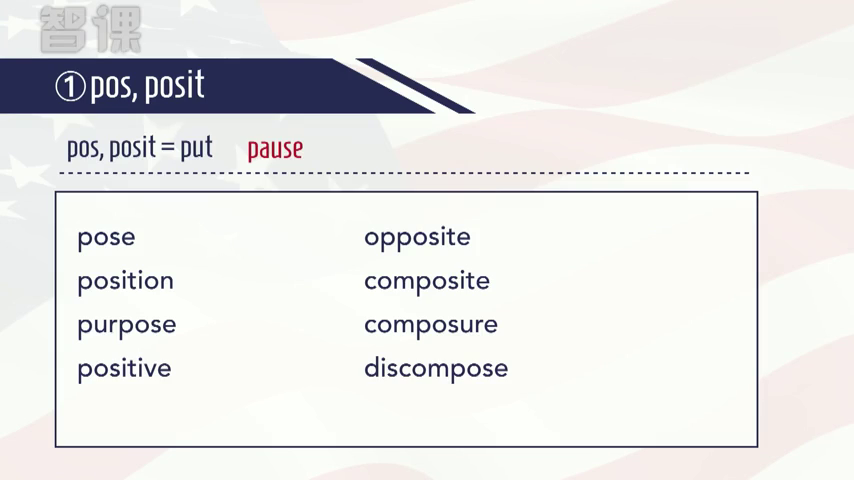 智课
①pos, posit
pos, posit = put pause
pose
position
purpose
positive
opposite
composite
composure
discompose